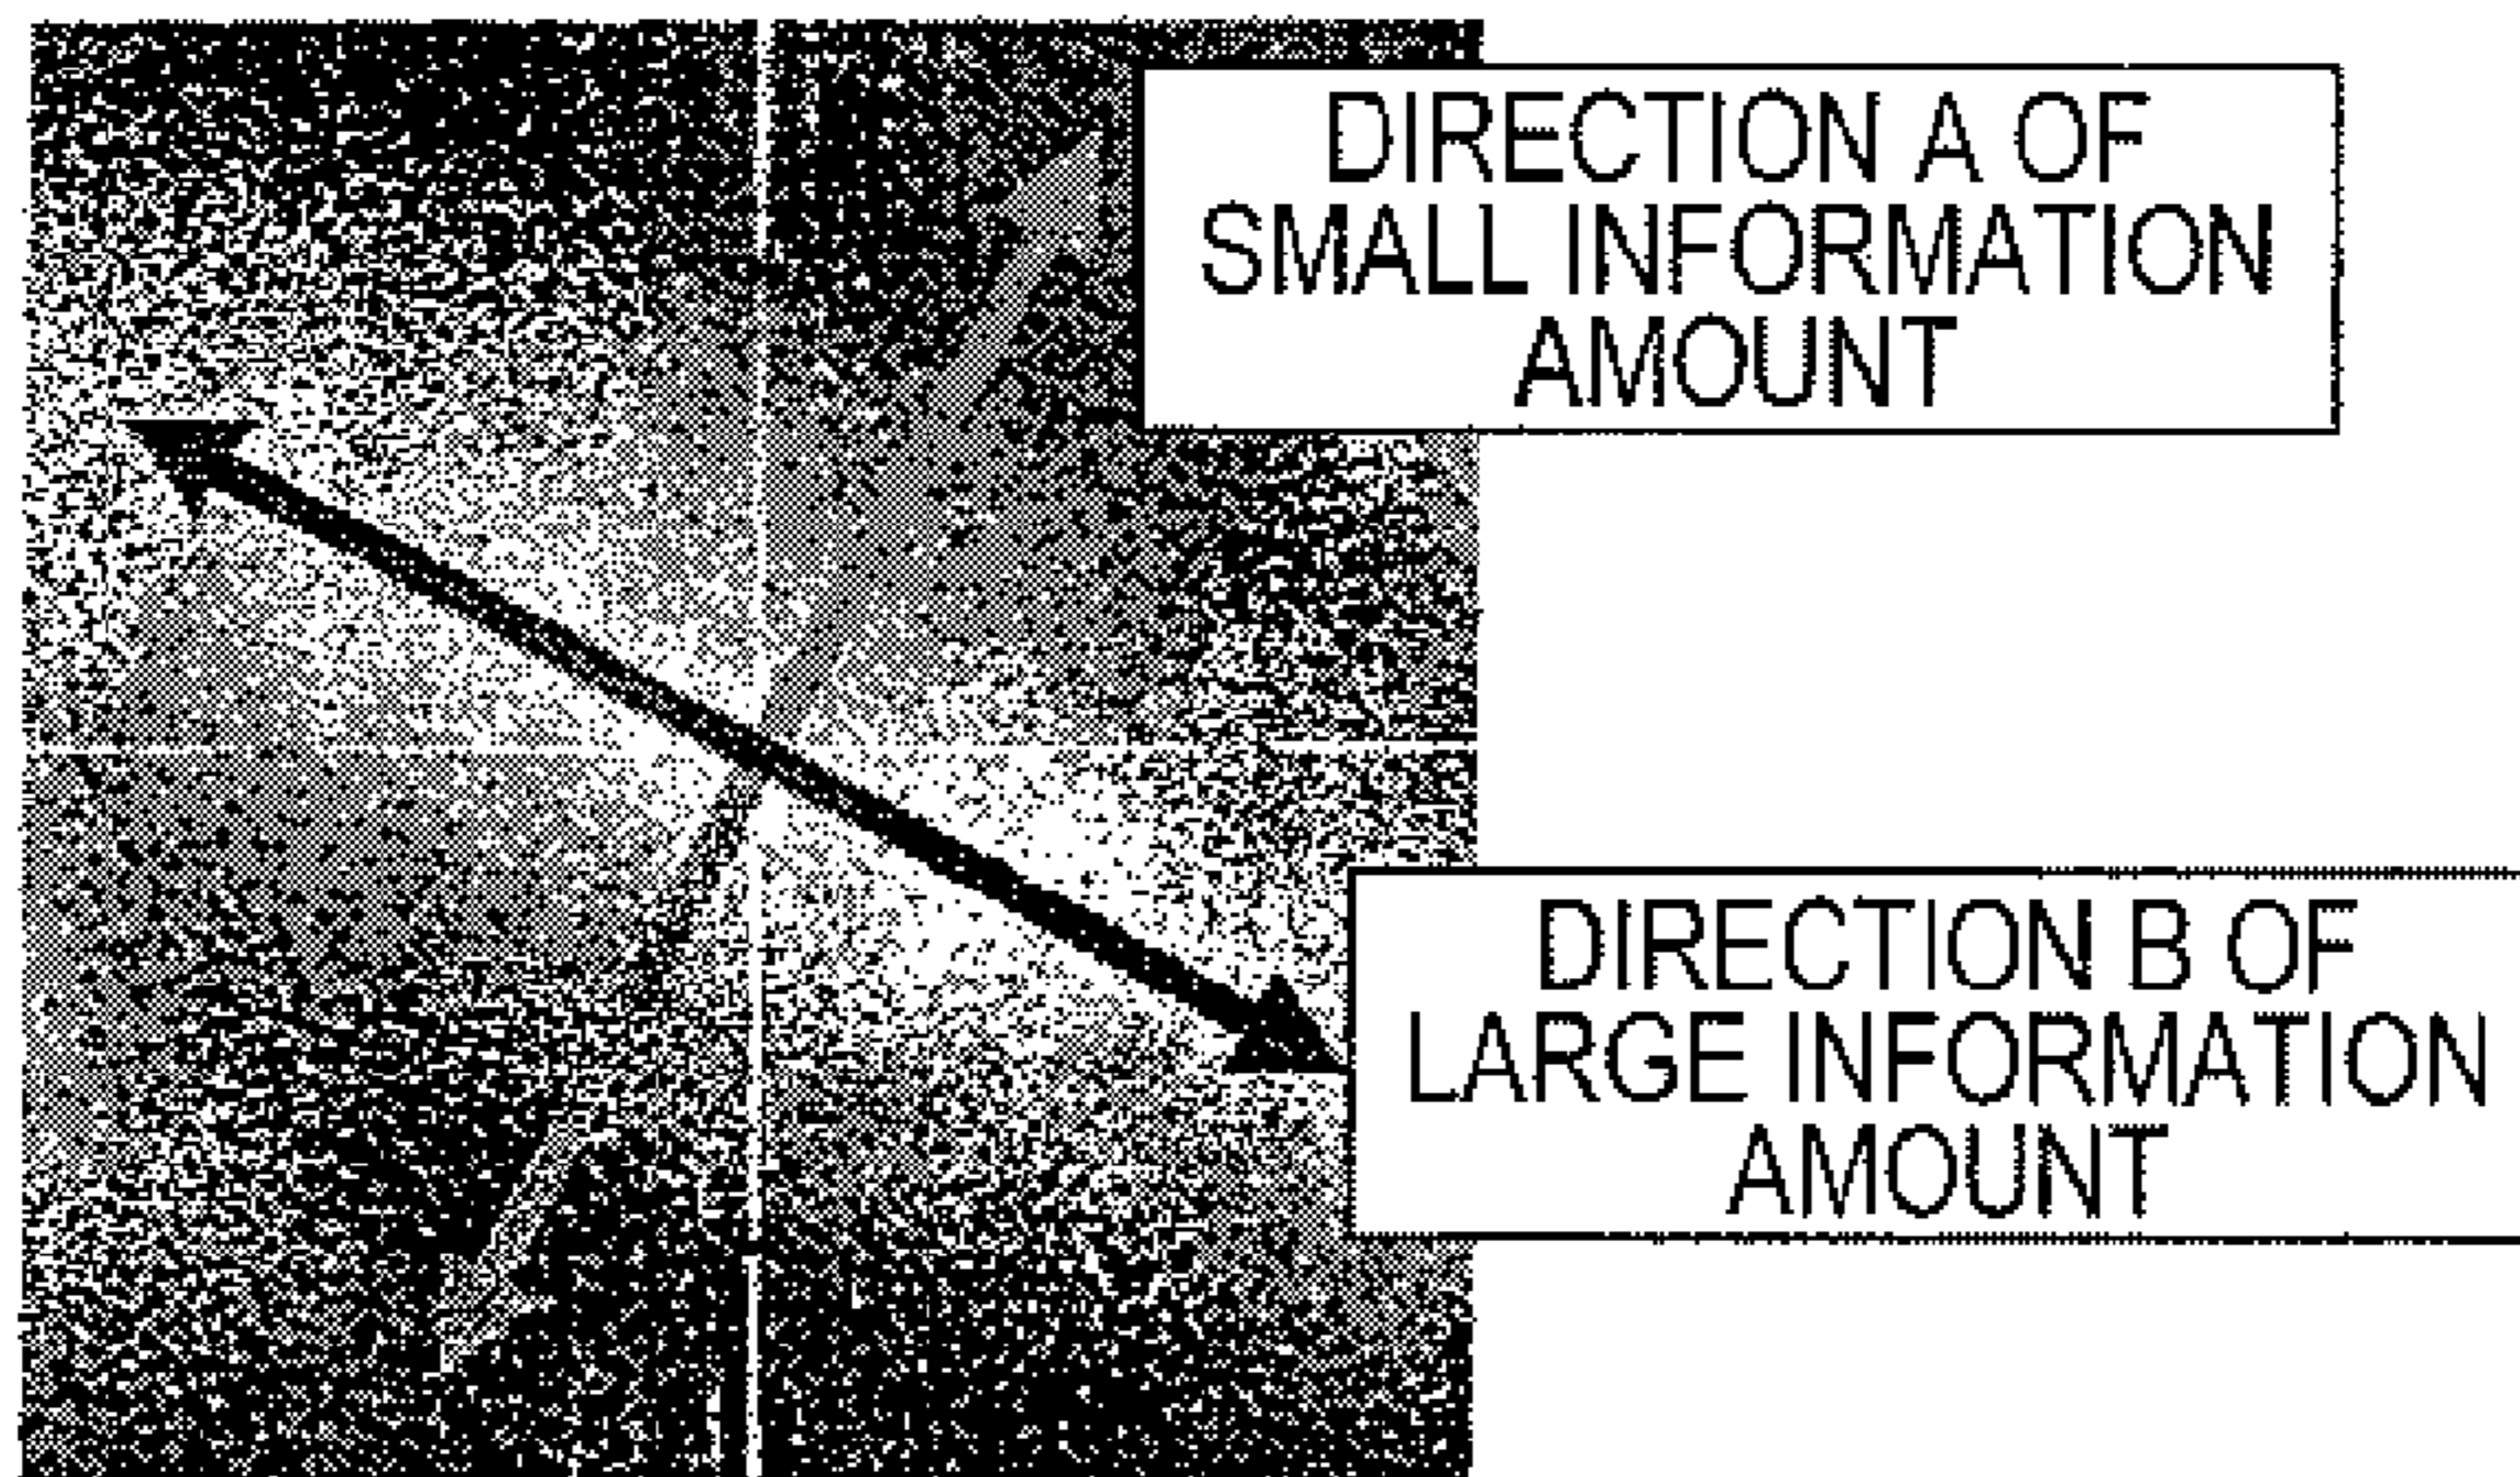 DIRECTION A OF
SMALL INFORMATION
AMOUNT
DIRECTION B OF
LARGE INFORMATION
AMOUNT